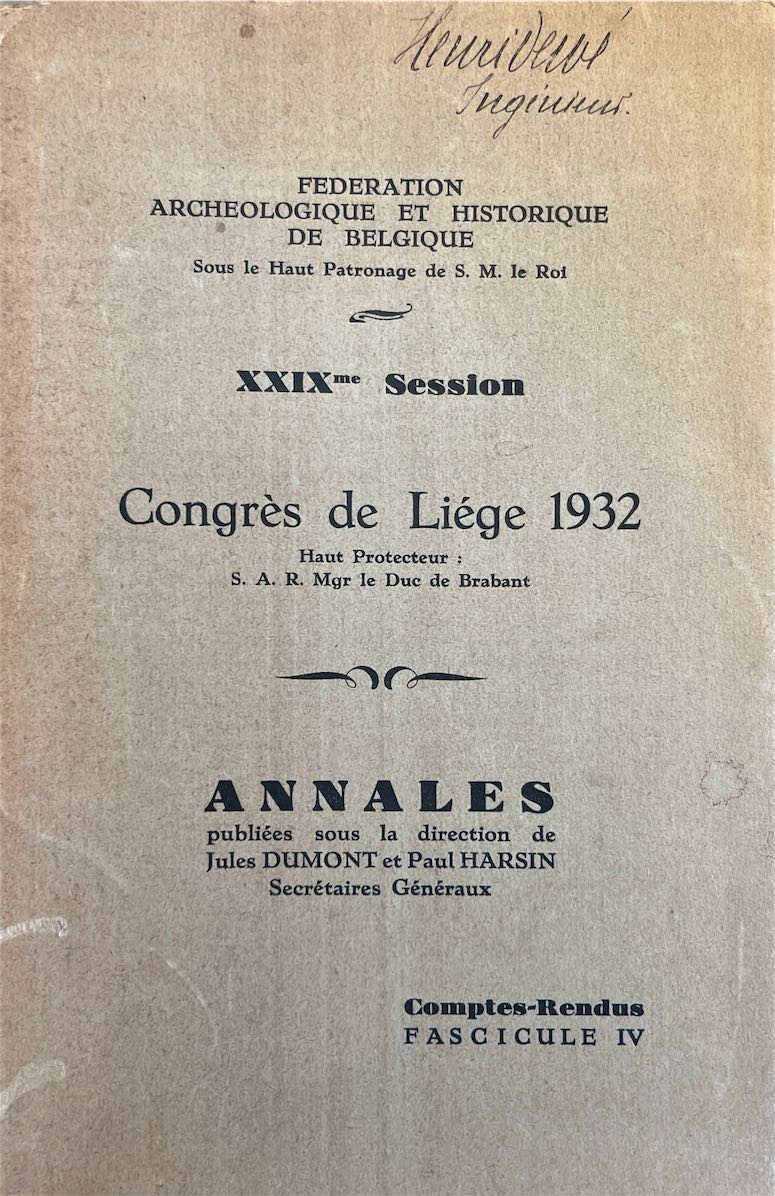 Henri
Ingénieur.
FEDERATION
ARCHEOLOGIQUE ET HISTORIQUE
DE BELGIQUE
Sous le Haut Patronage de S. M. le Roi
XXIXme Session
Congrès de Liége 1932
Haut Protecteur :
S. A. R. Mgr le Duc de Brabant
ANNALES
publiées sous la direction de
Jules DUMONT et Paul HARSIN
Secrétaires Généraux
Comptes-Rendus
FASCICULE IV